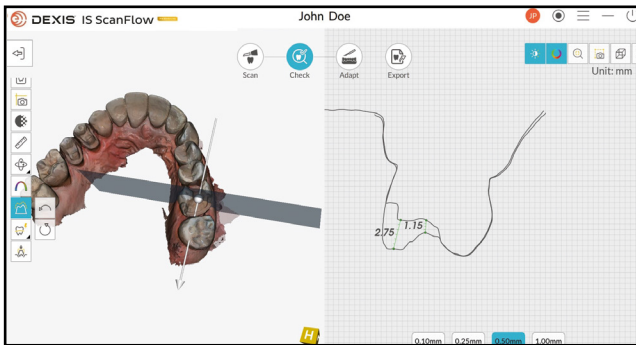 DEXIS IS ScanFlow
John Doe
JP
Scan
Check
Adapt
Export
Unit: mm
2.75
1.15
H
0.10mm
0.25mm
0.50mm
1.00mm